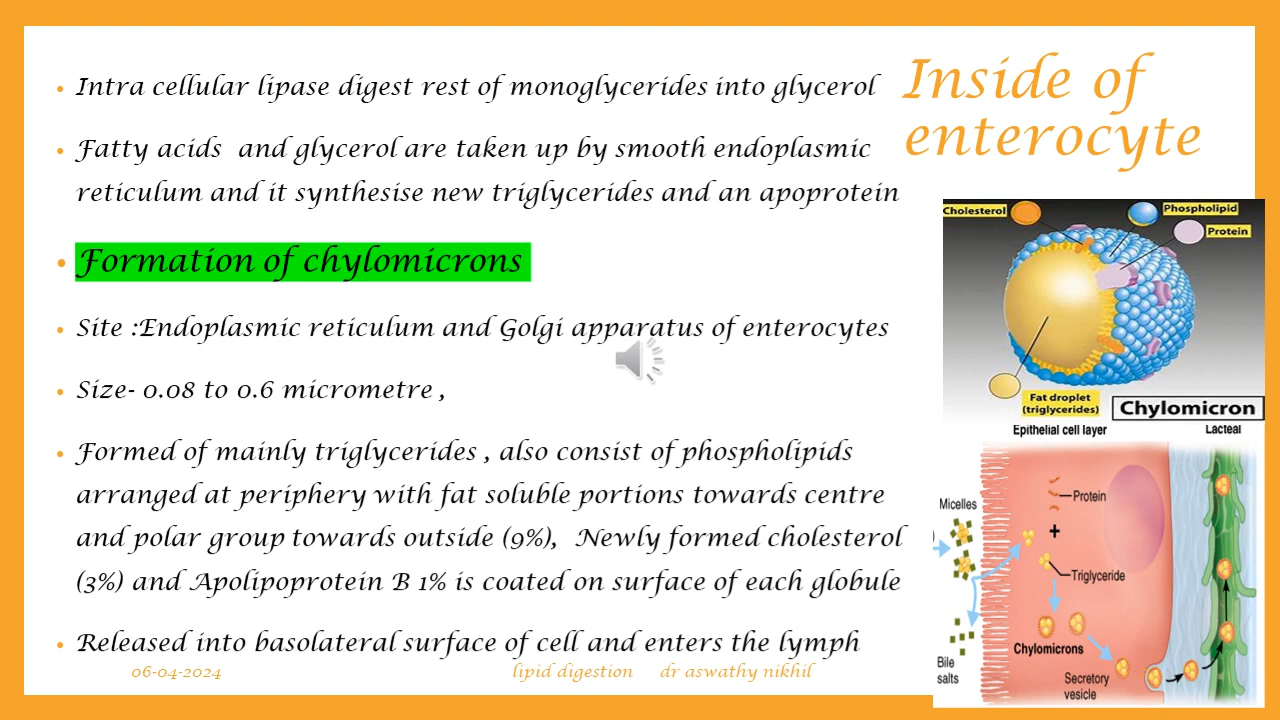 Inside of
enterocyte
• Intra cellular lipase digest rest of monoglycerides into glycerol
• Fatty acids and glycerol are taken up by smooth endoplasmic
reticulum and it synthesise new triglycerides and an apoprotein
• Formation of chylomicrons
• Site :Endoplasmic reticulum and Golgi apparatus of enterocytes
• Size- 0.08 to 0.6 micrometre ,
• Formed of mainly triglycerides , also consist of phospholipids
arranged at periphery with fat soluble portions towards centre
and polar group towards outside (9%), Newly formed cholesterol
(3%) and Apolipoprotein B 1% is coated on surface of each globule
• Released into basolateral surface of cell and enters the lymph
Cholesterol
Phospholipid
Protein
Fat droplet
(triglycerides)
Chylomicron
Epithelial cell layer
Lacteal
Micelles
Protein
+
Triglyceride
Chylomicrons
Bile
salts
Secretory
vesicle
06-04-2024
lipid digestion dr aswathy nikhil